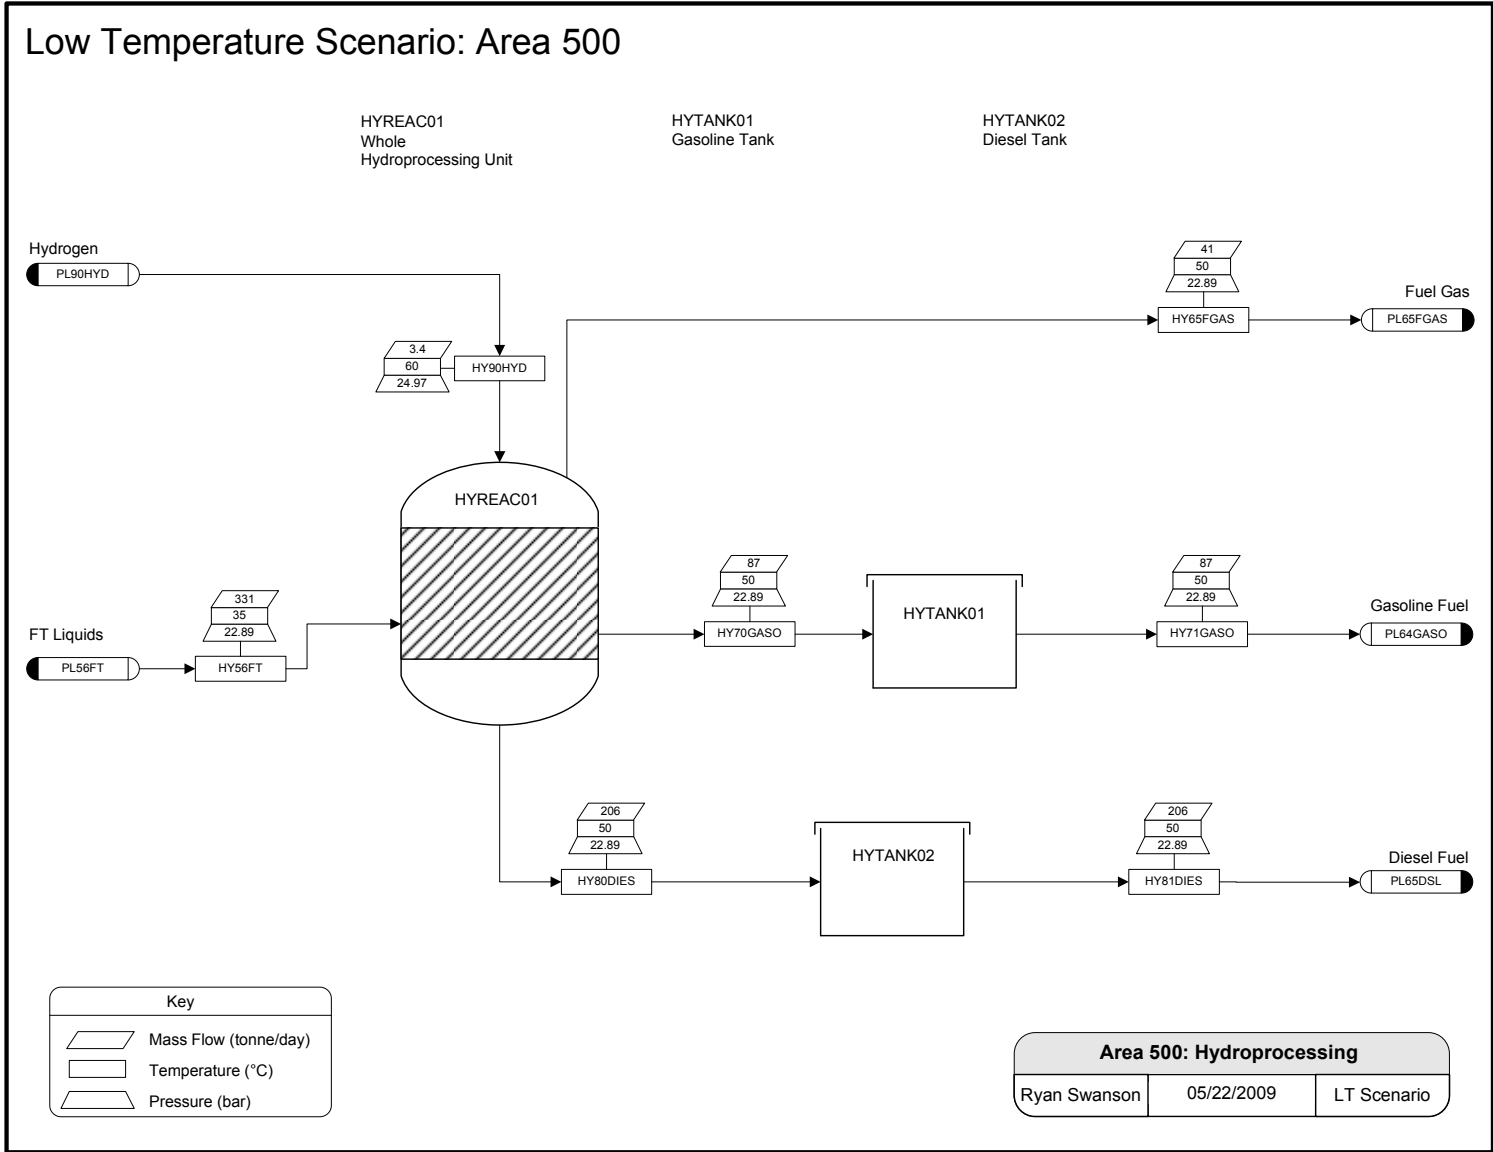 Low Temperature Scenario: Area 500
HYREAC01
Whole
Hydroprocessing Unit
HYTANK01
Gasoline Tank
HYTANK02
Diesel Tank
Hydrogen
PL90HYD
3.4
60
24.97
HY90HYD
41
50
22.89
HY65FGAS
Fuel Gas
PL65FGAS
HYREAC01
FT Liquids
PL56FT
331
35
22.89
HY56FT
87
50
22.89
HY70GASO
HYTANK01
87
50
22.89
HY71GASO
Gasoline Fuel
PL64GASO
206
50
22.89
HY80DIES
HYTANK02
206
50
22.89
HY81DIES
Diesel Fuel
PL65DSL
Key
Mass Flow (tonne/day)
Temperature (°C)
Pressure (bar)
Area 500: Hydroprocessing
Ryan Swanson
05/22/2009
LT Scenario